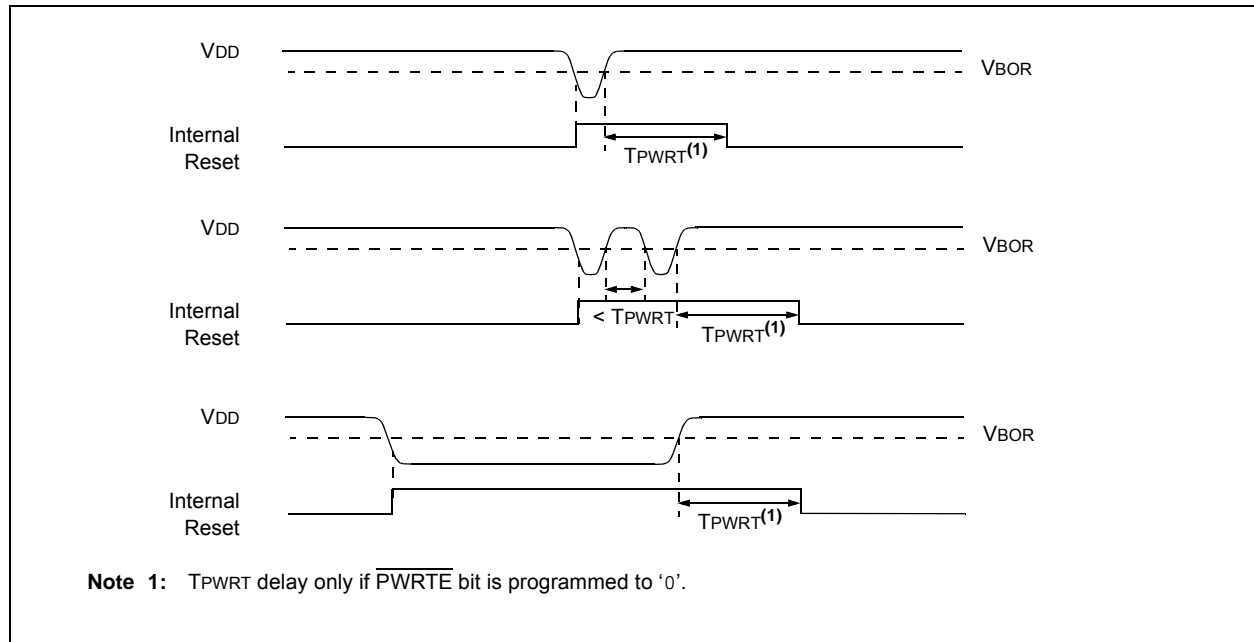 VDD
VBOR
Internal
Reset
TPWRT(1)
VDD
VBOR
Internal
Reset
< TPWRT
TPWRT(1)
VDD
VBOR
Internal
Reset
TPWRT(1)
Note 1: TPWRT delay only if PWRTE bit is programmed to ‘0’.